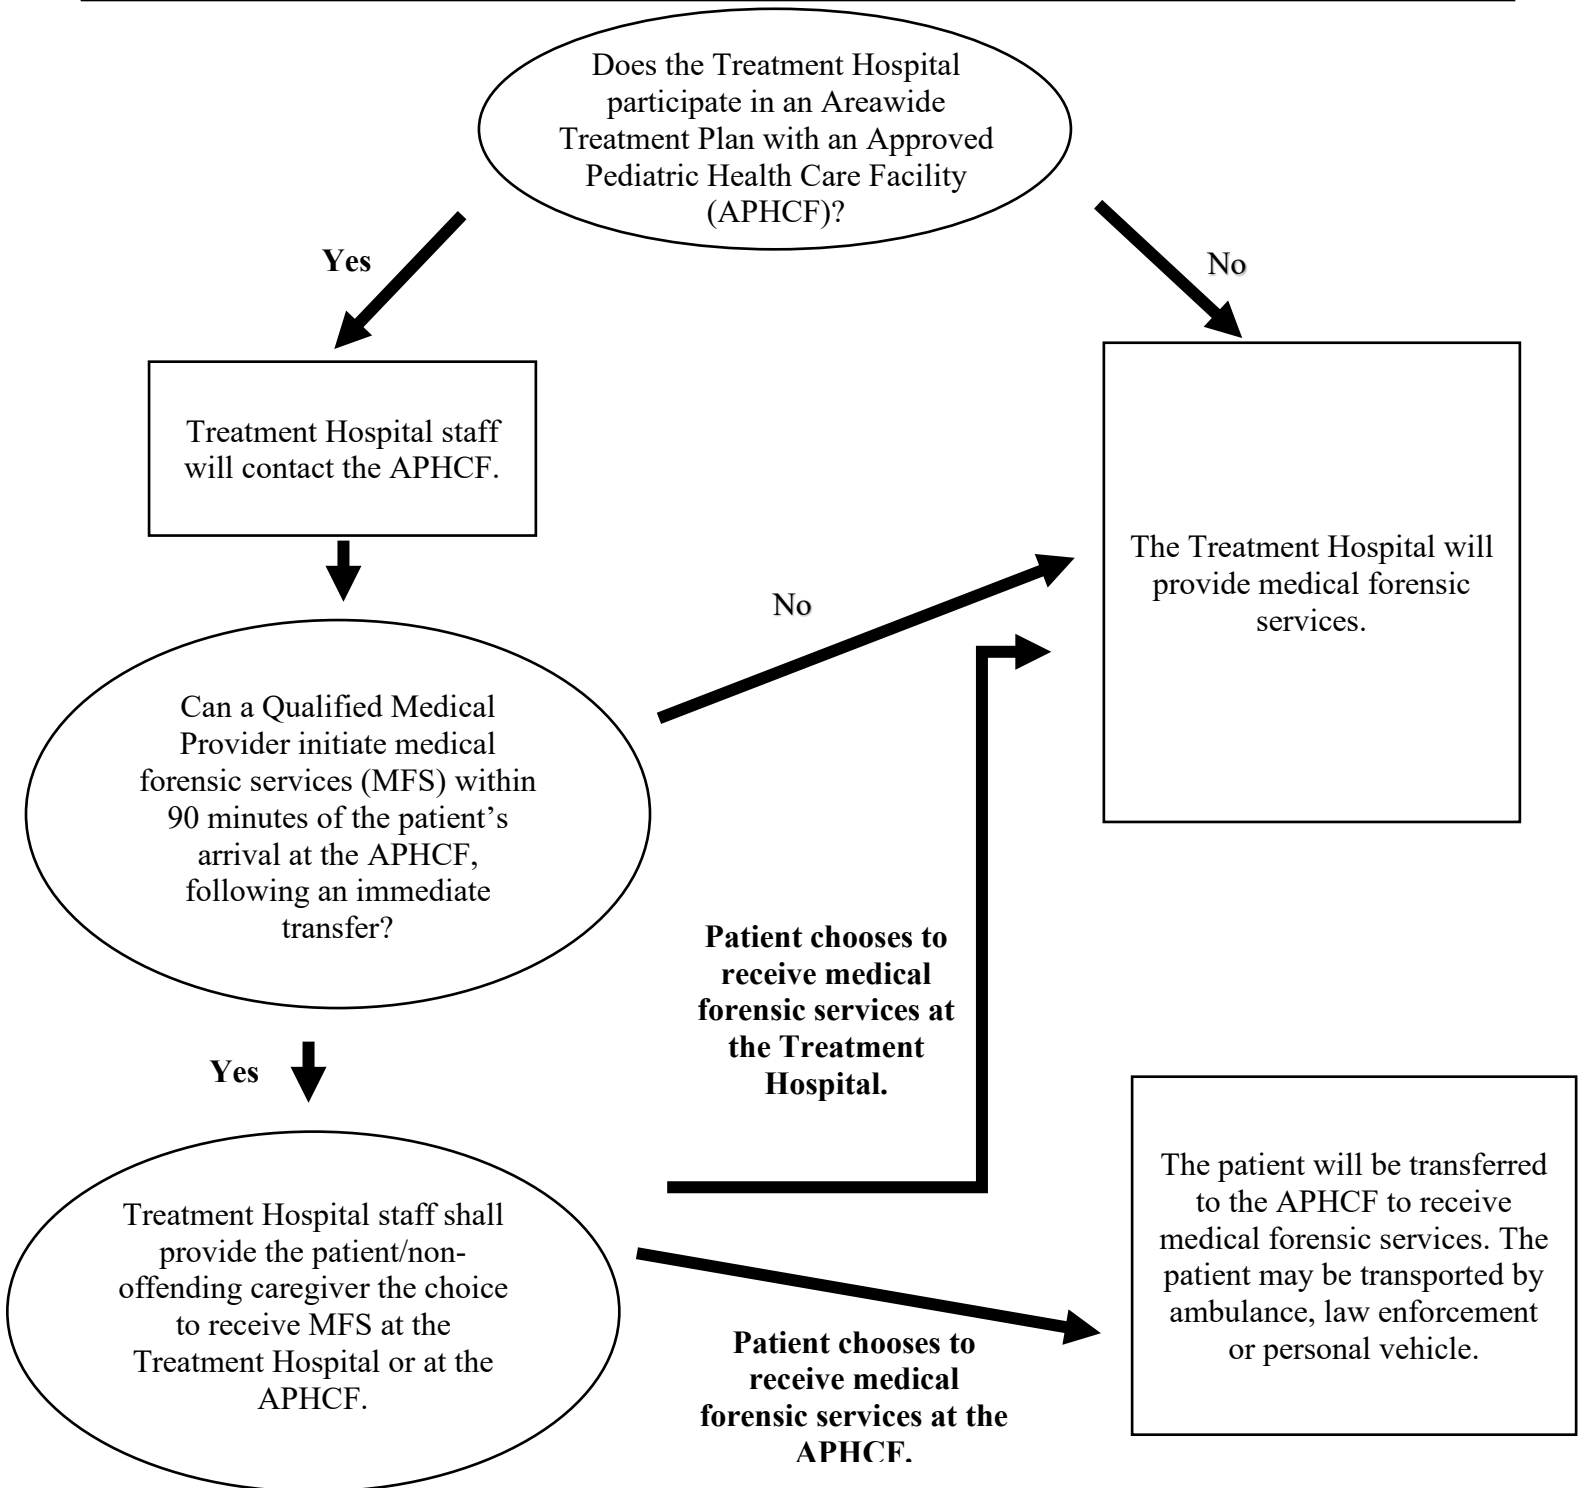 Does the Treatment Hospital
participate in an Areawide
Treatment Plan with an Approved
Pediatric Health Care Facility
(APHCF)?
Yes
No
Treatment Hospital staff
will contact the APHCF.
The Treatment Hospital will
provide medical forensic
services.
No
Can a Qualified Medical
Provider initiate medical
forensic services (MFS) within
90 minutes of the patient’s
arrival at the APHCF,
following an immediate
transfer?
Patient chooses to
receive medical
forensic services at
the Treatment
Hospital.
Yes
Treatment Hospital staff shall
provide the patient/non-
offending caregiver the choice
to receive MFS at the
Treatment Hospital or at the
APHCF.
Patient chooses to
receive medical
forensic services at the
APHCF.
The patient will be transferred
to the APHCF to receive
medical forensic services. The
patient may be transported by
ambulance, law enforcement
or personal vehicle.